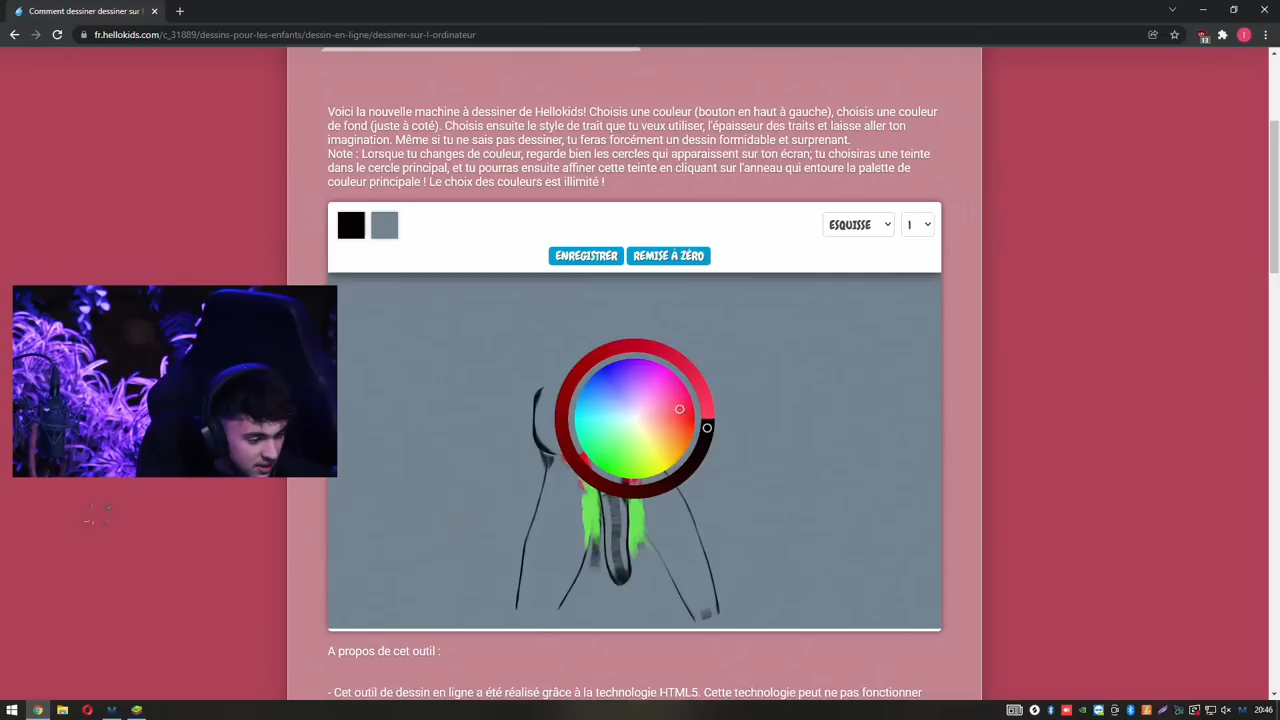 Comment dessiner dessiner sur l
fr.hellokids.com/c_31889/dessins-pour-les-enfants/dessin-en-ligne/dessiner-sur-l-ordinateur
13
Voici la nouvelle machine à dessiner de Hellokids! Choisis une couleur (bouton en haut à gauche), choisis une couleur
de fond (juste à coté). Choisis ensuite le style de trait que tu veux utiliser, l'épaisseur des traits et laisse aller ton
imagination. Même si tu ne sais pas dessiner, tu feras forcément un dessin formidable et surprenant.
Note : Lorsque tu changes de couleur, regarde bien les cercles qui apparaissent sur ton écran; tu choisiras une teinte
dans le cercle principal, et tu pourras ensuite affiner cette teinte en cliquant sur l'anneau qui entoure la palette de
couleur principale ! Le choix des couleurs est illimité !
ESQUISSE 1
ENREGISTRER REMISE À ZÉRO
A propos de cet outil :
- Cet outil de dessin en ligne a été réalisé grâce à la technologie HTML5. Cette technologie peut ne pas fonctionner
20:46